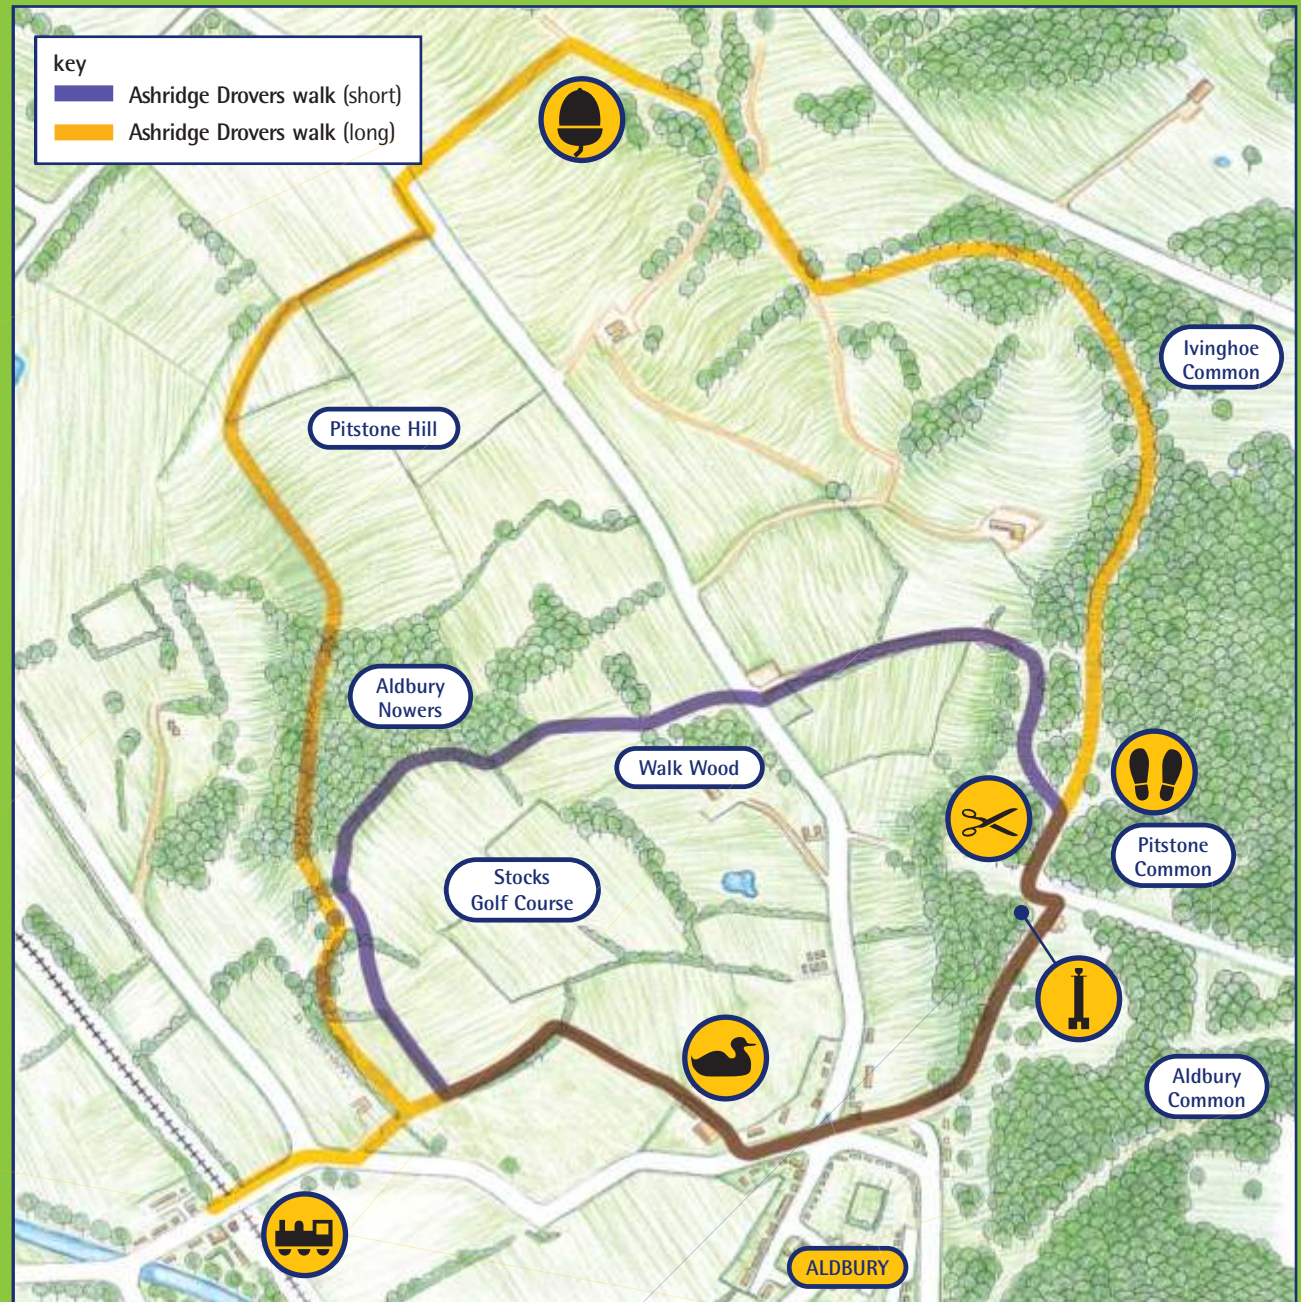 key
Ashridge Drovers walk (short)
Ashridge Drovers walk (long)
Ivinghoe
Common
Pitstone Hill
Aldbury
Nowers
Walk Wood
Pitstone
Common
Stocks
Golf Course
Aldbury
Common
ALDBURY